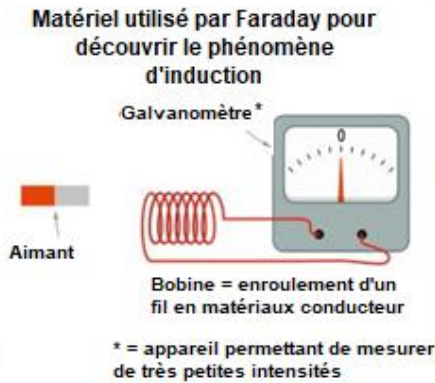 Matériel utilisé par Faraday pour
découvrir le phénomène
d'induction
Galvanomètre*
0
Aimant
Bobine = enroulement d'un
fil en matériaux conducteur
* = appareil permettant de mesurer
de très petites intensités